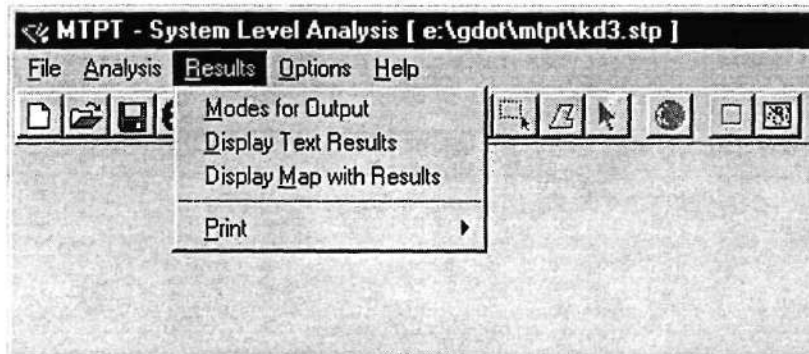 MTPT - System Level Analysis [ e:\gdot\mtpt\kd3.stp ]
File Analysis Results Options Help
Modes for Output
Display Text Results
Display Map with Results
Print